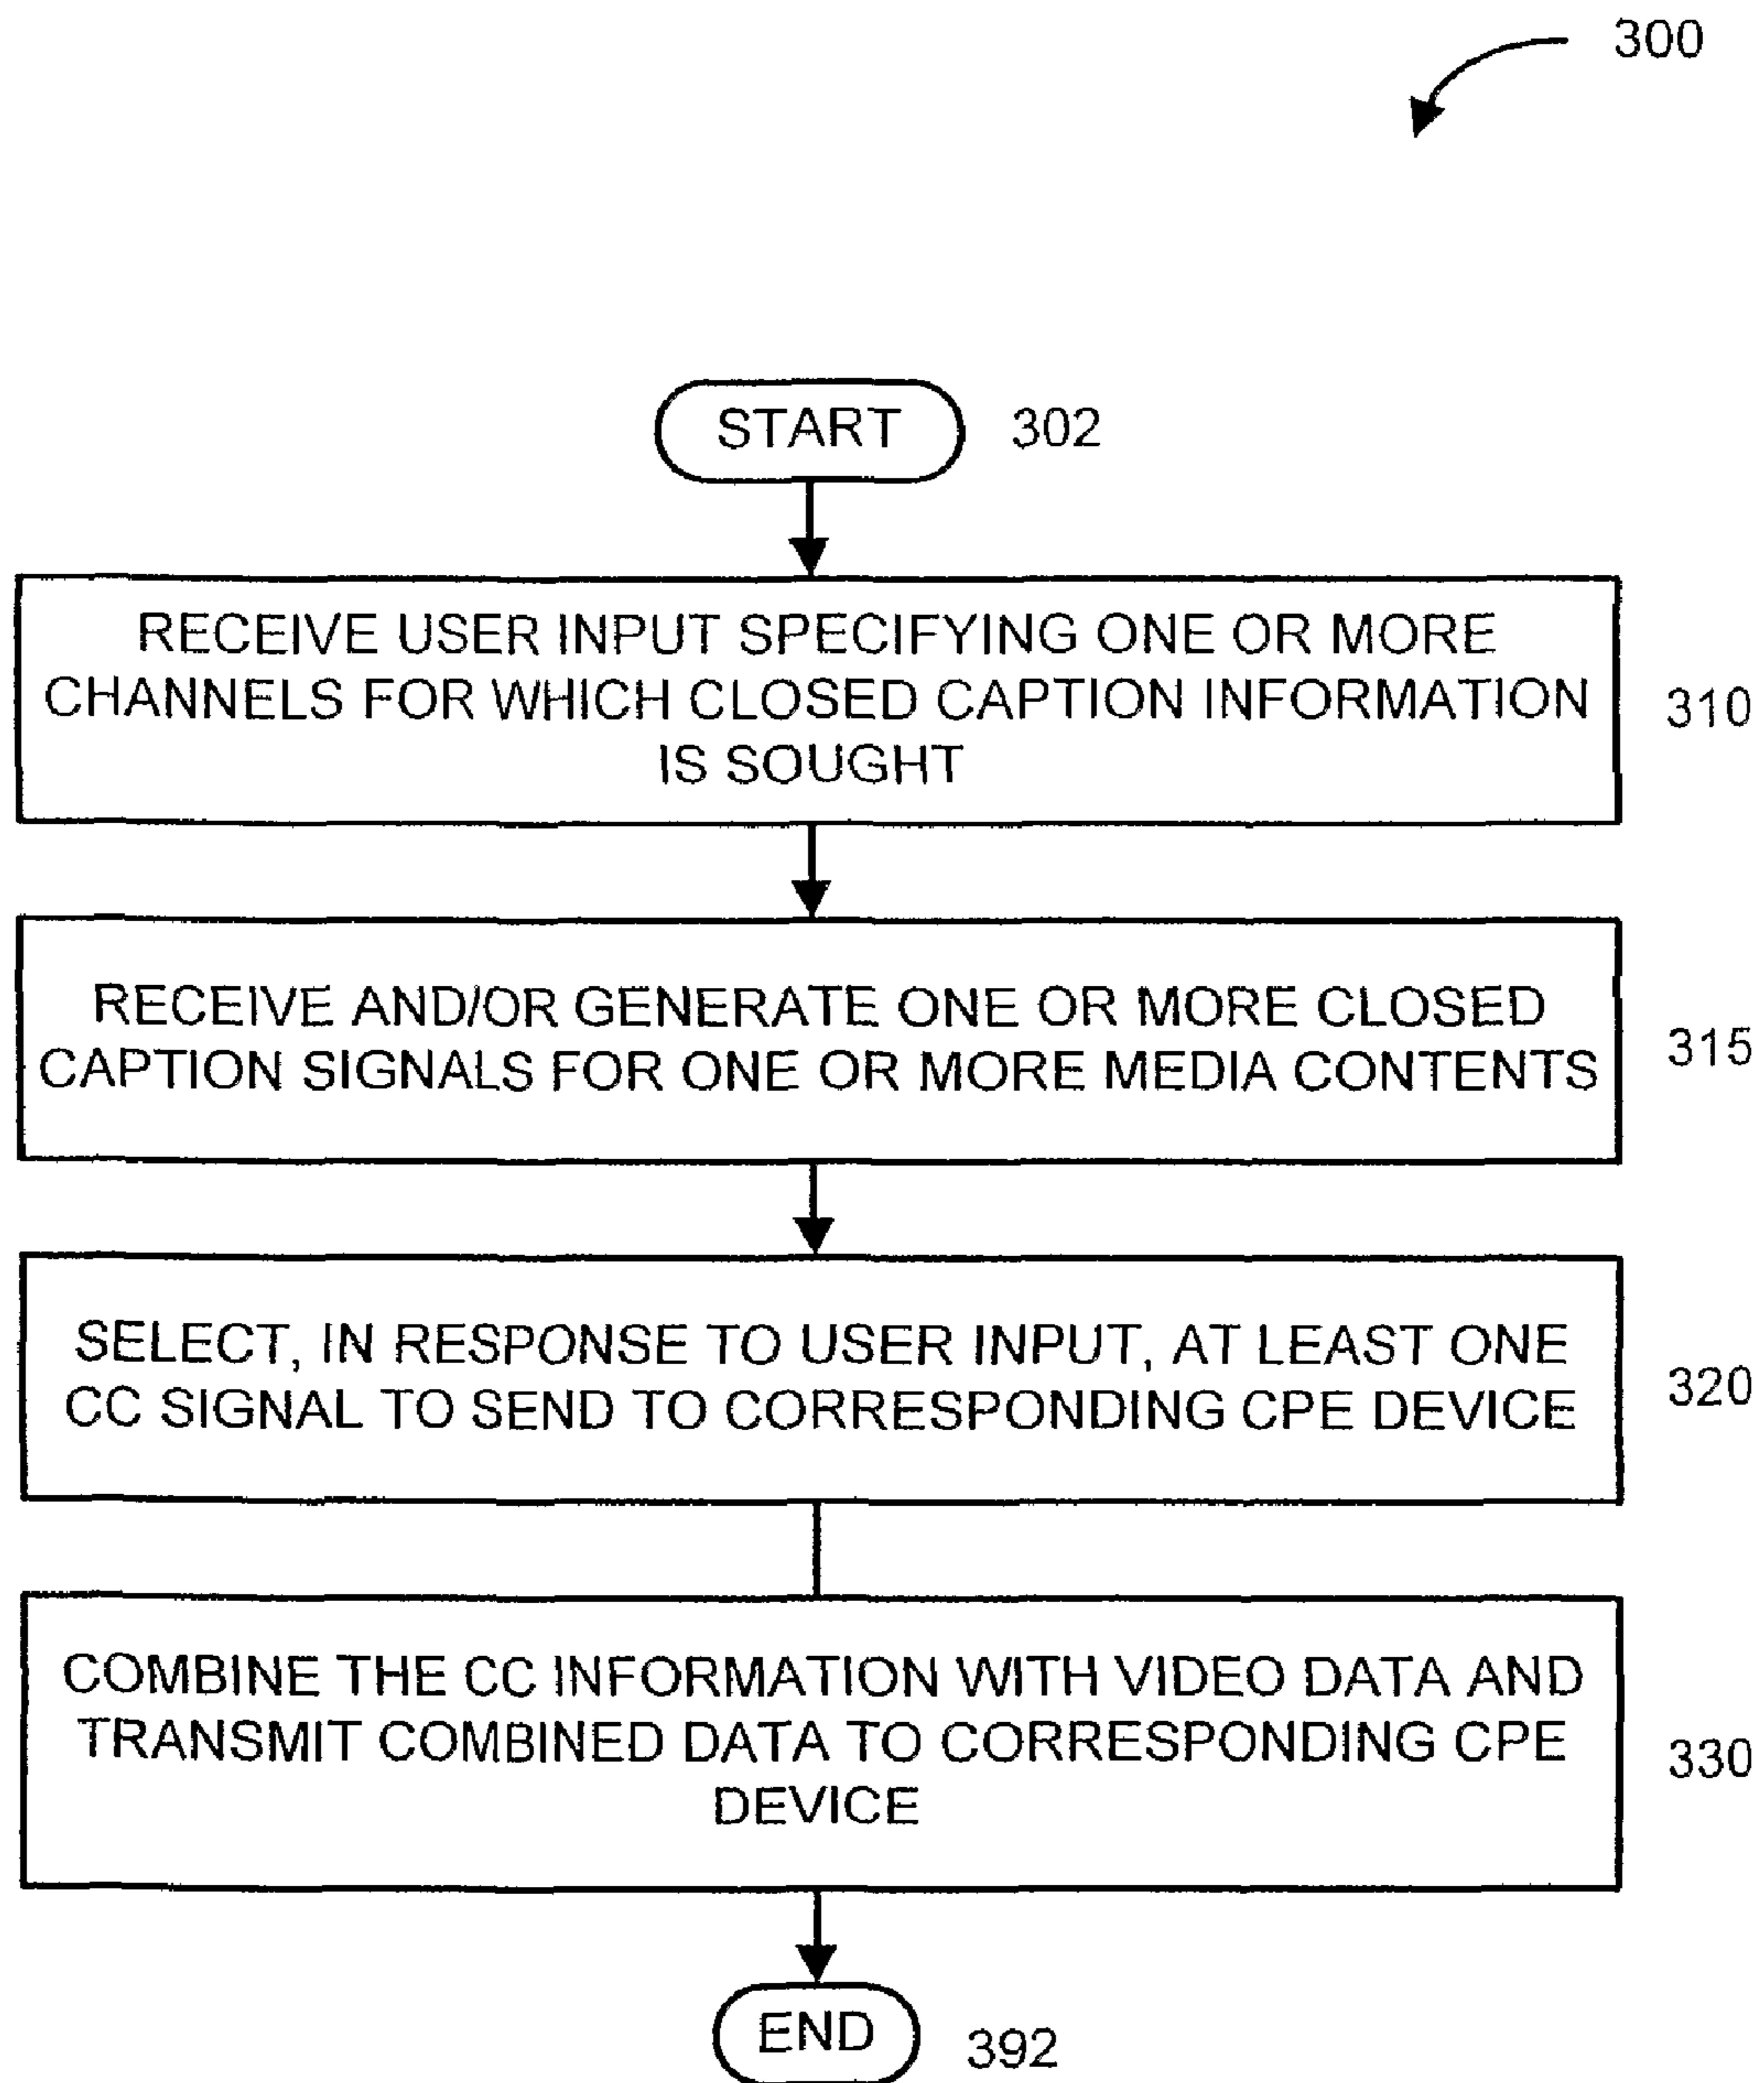 300
START 302
RECEIVE USER INPUT SPECIFYING ONE OR MORE
CHANNELS FOR WHICH CLOSED CAPTION INFORMATION
IS SOUGHT
310
RECEIVE AND/OR GENERATE ONE OR MORE CLOSED
CAPTION SIGNALS FOR ONE OR MORE MEDIA CONTENTS
315
SELECT, IN RESPONSE TO USER INPUT, AT LEAST ONE
CC SIGNAL TO SEND TO CORRESPONDING CPE DEVICE
320
COMBINE THE CC INFORMATION WITH VIDEO DATA AND
TRANSMIT COMBINED DATA TO CORRESPONDING CPE
DEVICE
330
END 392